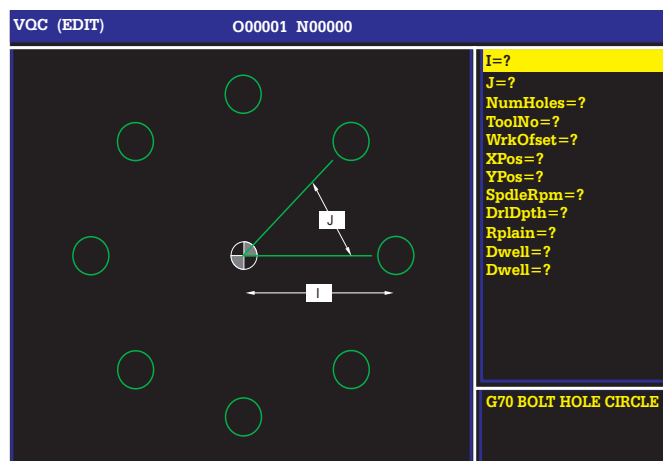 VQC (EDIT) O00001 N00000
I=?
J=?
NumHoles=?
ToolNo=?
WrkOfset=?
XPos=?
YPos=?
SpdleRpm=?
DrlDpth=?
Rplain=?
Dwell=?
Dwell=?
J
I
G70 BOLT HOLE CIRCLE